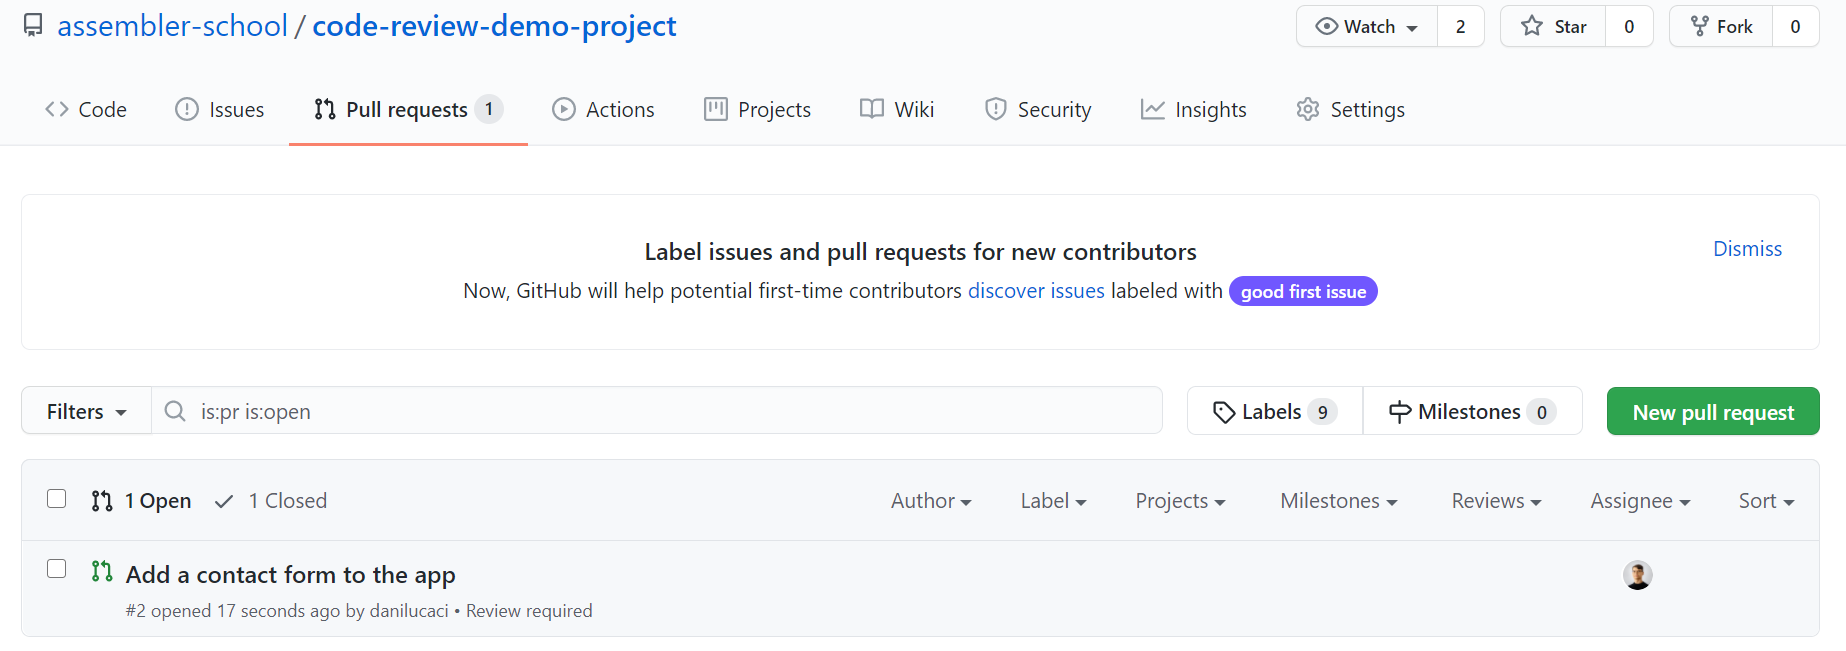 assembler-school / code-review-demo-project
Watch 2 Star 0 Fork 0
Code Issues Pull requests 1 Actions Projects Wiki Security Insights Settings
Label issues and pull requests for new contributors
Dismiss
Now, GitHub will help potential first-time contributors discover issues labeled with good first issue
Filters is:pr is:open Labels 9 Milestones 0 New pull request
1 Open 1 Closed Author Label Projects Milestones Reviews Assignee Sort
Add a contact form to the app
#2 opened 17 seconds ago by danilucaci • Review required